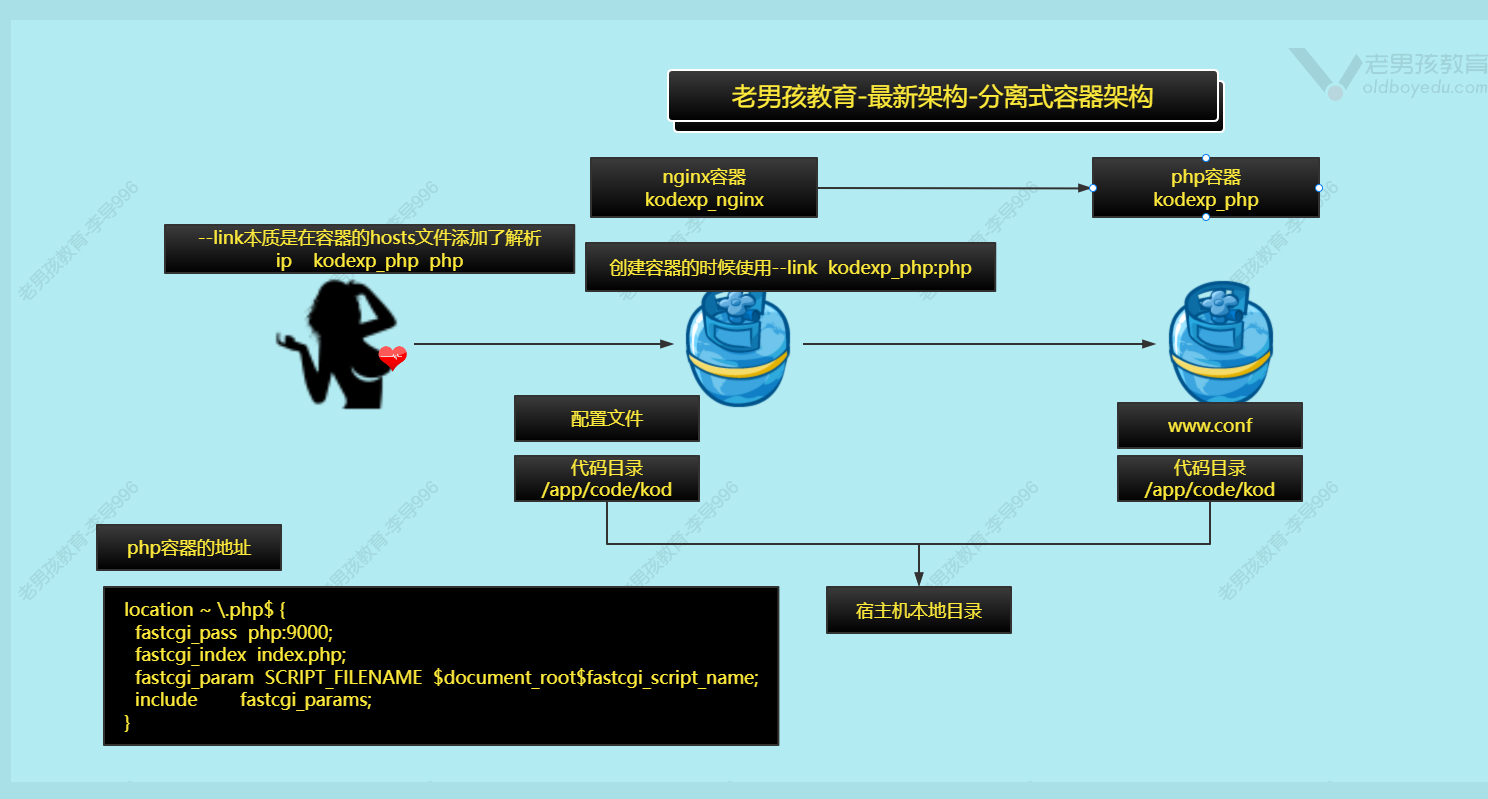 老男孩教育
oldboyedu.com
老男孩教育-最新架构-分离式容器架构
nginx容器
kodexp_nginx
php容器
kodexp_php
--link本质是在容器的hosts文件添加了解析
ip kodexp_php php
创建容器的时候使用--link kodexp_php:php
配置文件
代码目录
/app/code/kod
www.conf
代码目录
/app/code/kod
php容器的地址
宿主机本地目录
location ~ \.php$ {
fastcgi_pass php:9000;
fastcgi_index index.php;
fastcgi_param SCRIPT_FILENAME $document_root$fastcgi_script_name;
include fastcgi_params;
}
老男孩教育-李导996
老男孩教育-李导996
老男孩教育-李导996
老男孩教育-李导996
老男孩教育-李导996
老男孩教育-李导996
老男孩教育-李导996
老男孩教育-李导996